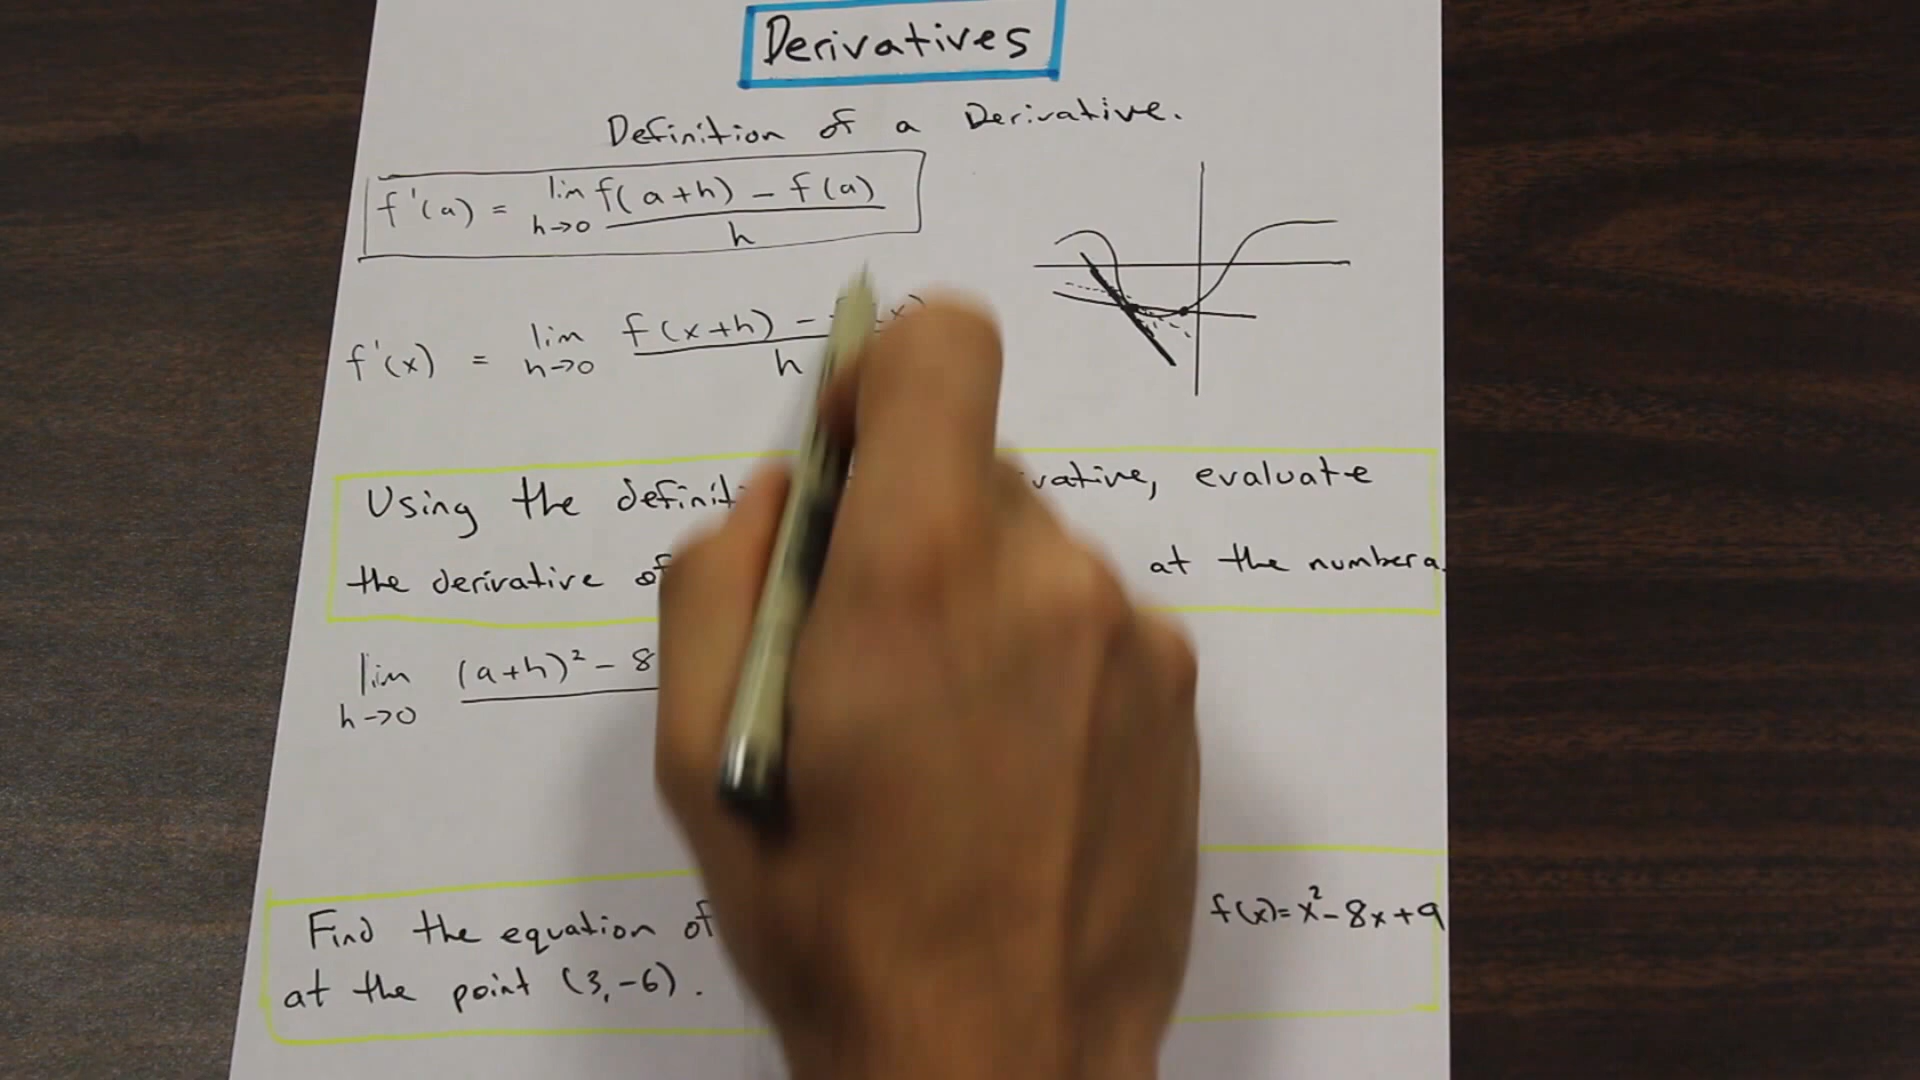 Derivatives
Definition of a Derivative.
f'(a) = lim h→0 f(a+h) - f(a) / h
f'(x) = lim h→0 f(x+h) - x) / h
Using the definit vative, evaluate
the derivative of at the number a.
lim h→0 (a+h)² - 8
Find the equation of f(x)=x²-8x+9
at the point (3,-6).